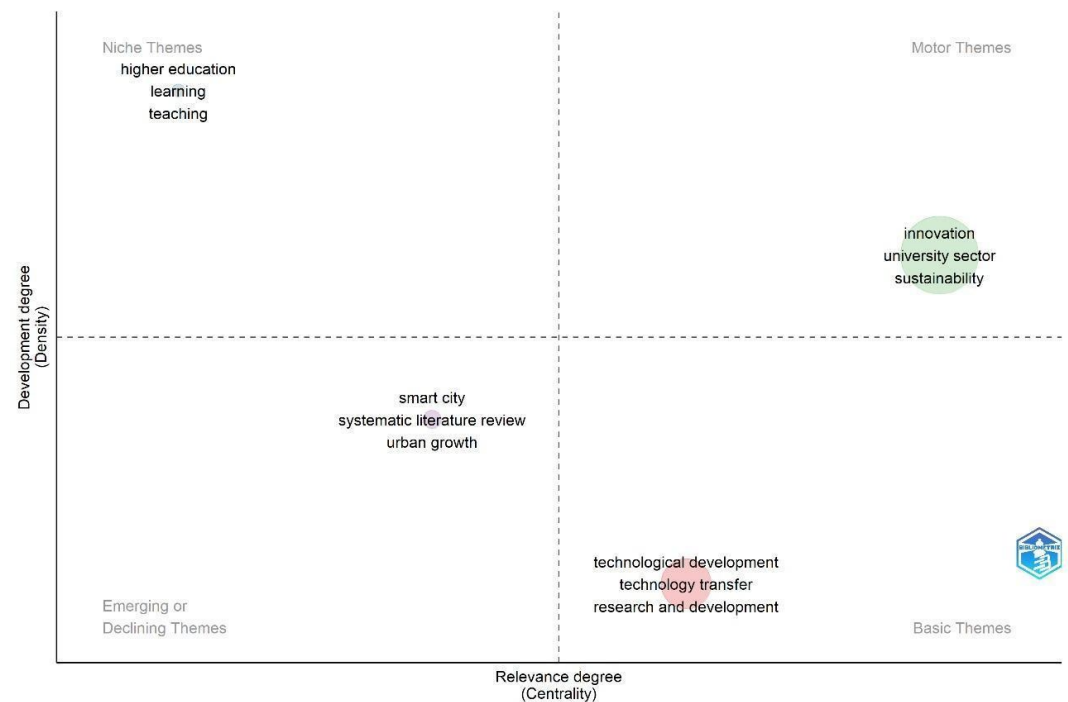 Niche Themes
higher education
learning
teaching
Motor Themes
innovation
university sector
sustainability
Development degree
(Density)
smart city
systematic literature review
urban growth
technological development
technology transfer
research and development
BIBLIOMETRIX
Emerging or
Declining Themes
Basic Themes
Relevance degree
(Centrality)